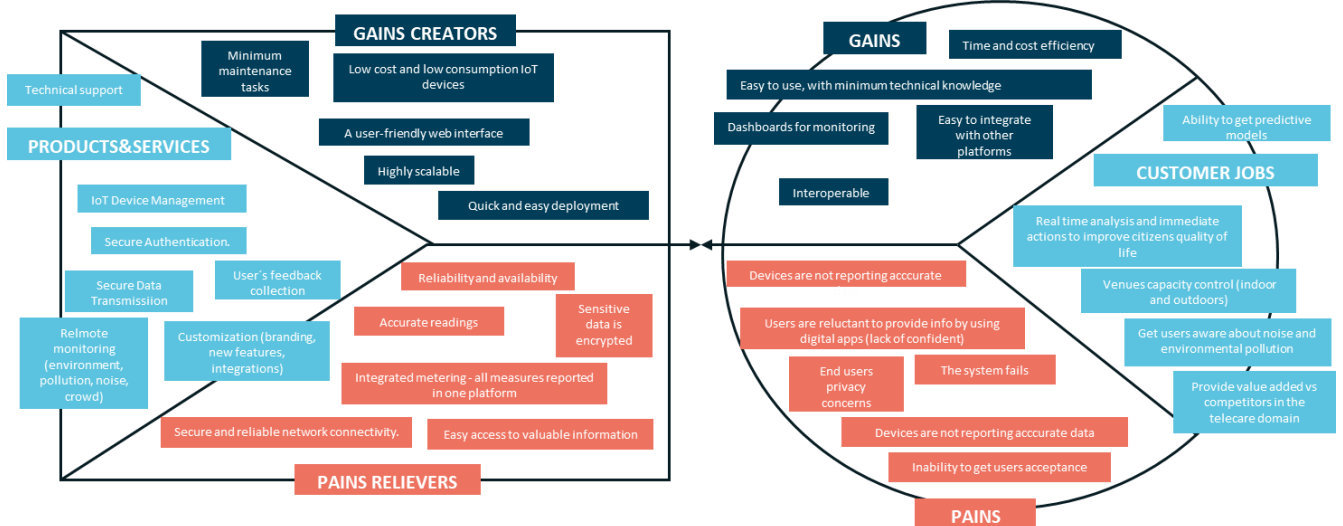 GAINS CREATORS
Minimum
maintenance
tasks
Low cost and low consumption IoT
devices
A user-friendly web interface
Highly scalable
Quick and easy deployment
Technical support
PRODUCTS&SERVICES
IoT Device Management
Secure Authentication.
Secure Data
Transmissiion
User´s feedback
collection
Relmote
monitoring
(environment,
pollution, noise,
crowd)
Customization (branding,
new features,
integrations)
Reliability and availability
Accurate readings
Sensitive
data is
encrypted
Integrated metering - all measures reported
in one platform
Secure and reliable network connectivity.
Easy access to valuable information
PAINS RELIEVERS
GAINS
Time and cost efficiency
Easy to use, with minimum technical knowledge
Dashboards for monitoring
Easy to integrate
with other
platforms
Interoperable
Ability to get predictive
models
CUSTOMER JOBS
Real time analysis and immediate
actions to improve citizens quality of
life
Venues capacity control (indoor
and outdoors)
Get users aware about noise and
environmental pollution
Provide value added vs
competitors in the
telecare domain
Devices are not reporting acccurate
Users are reluctant to provide info by using
digital apps (lack of confident)
End users
privacy
concerns
The system fails
Devices are not reporting acccurate data
Inability to get users acceptance
PAINS